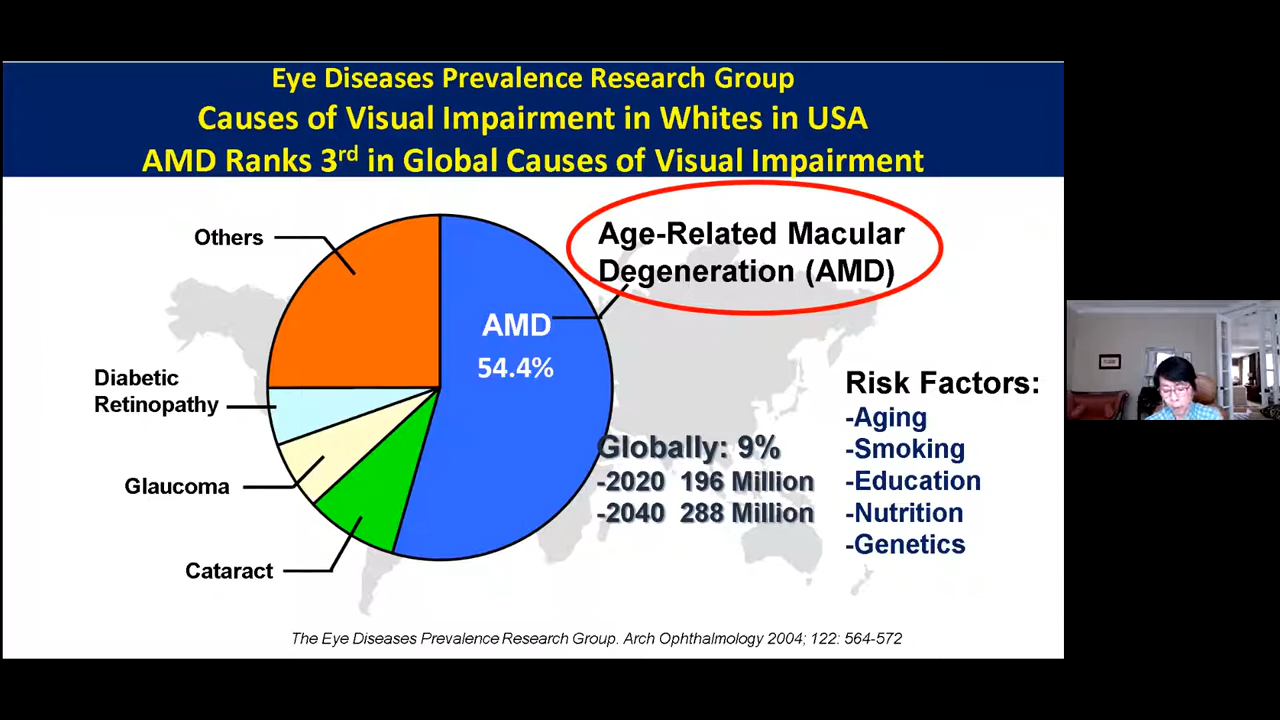 Eye Diseases Prevalence Research Group
Causes of Visual Impairment in Whites in USA
AMD Ranks 3rd in Global Causes of Visual Impairment
Others
Age-Related Macular
Degeneration (AMD)
AMD
54.4%
Diabetic
Retinopathy
Glaucoma
Cataract
Globally: 9%
-2020 196 Million
-2040 288 Million
Risk Factors:
-Aging
-Smoking
-Education
-Nutrition
-Genetics
The Eye Diseases Prevalence Research Group. Arch Ophthalmology 2004; 122: 564-572